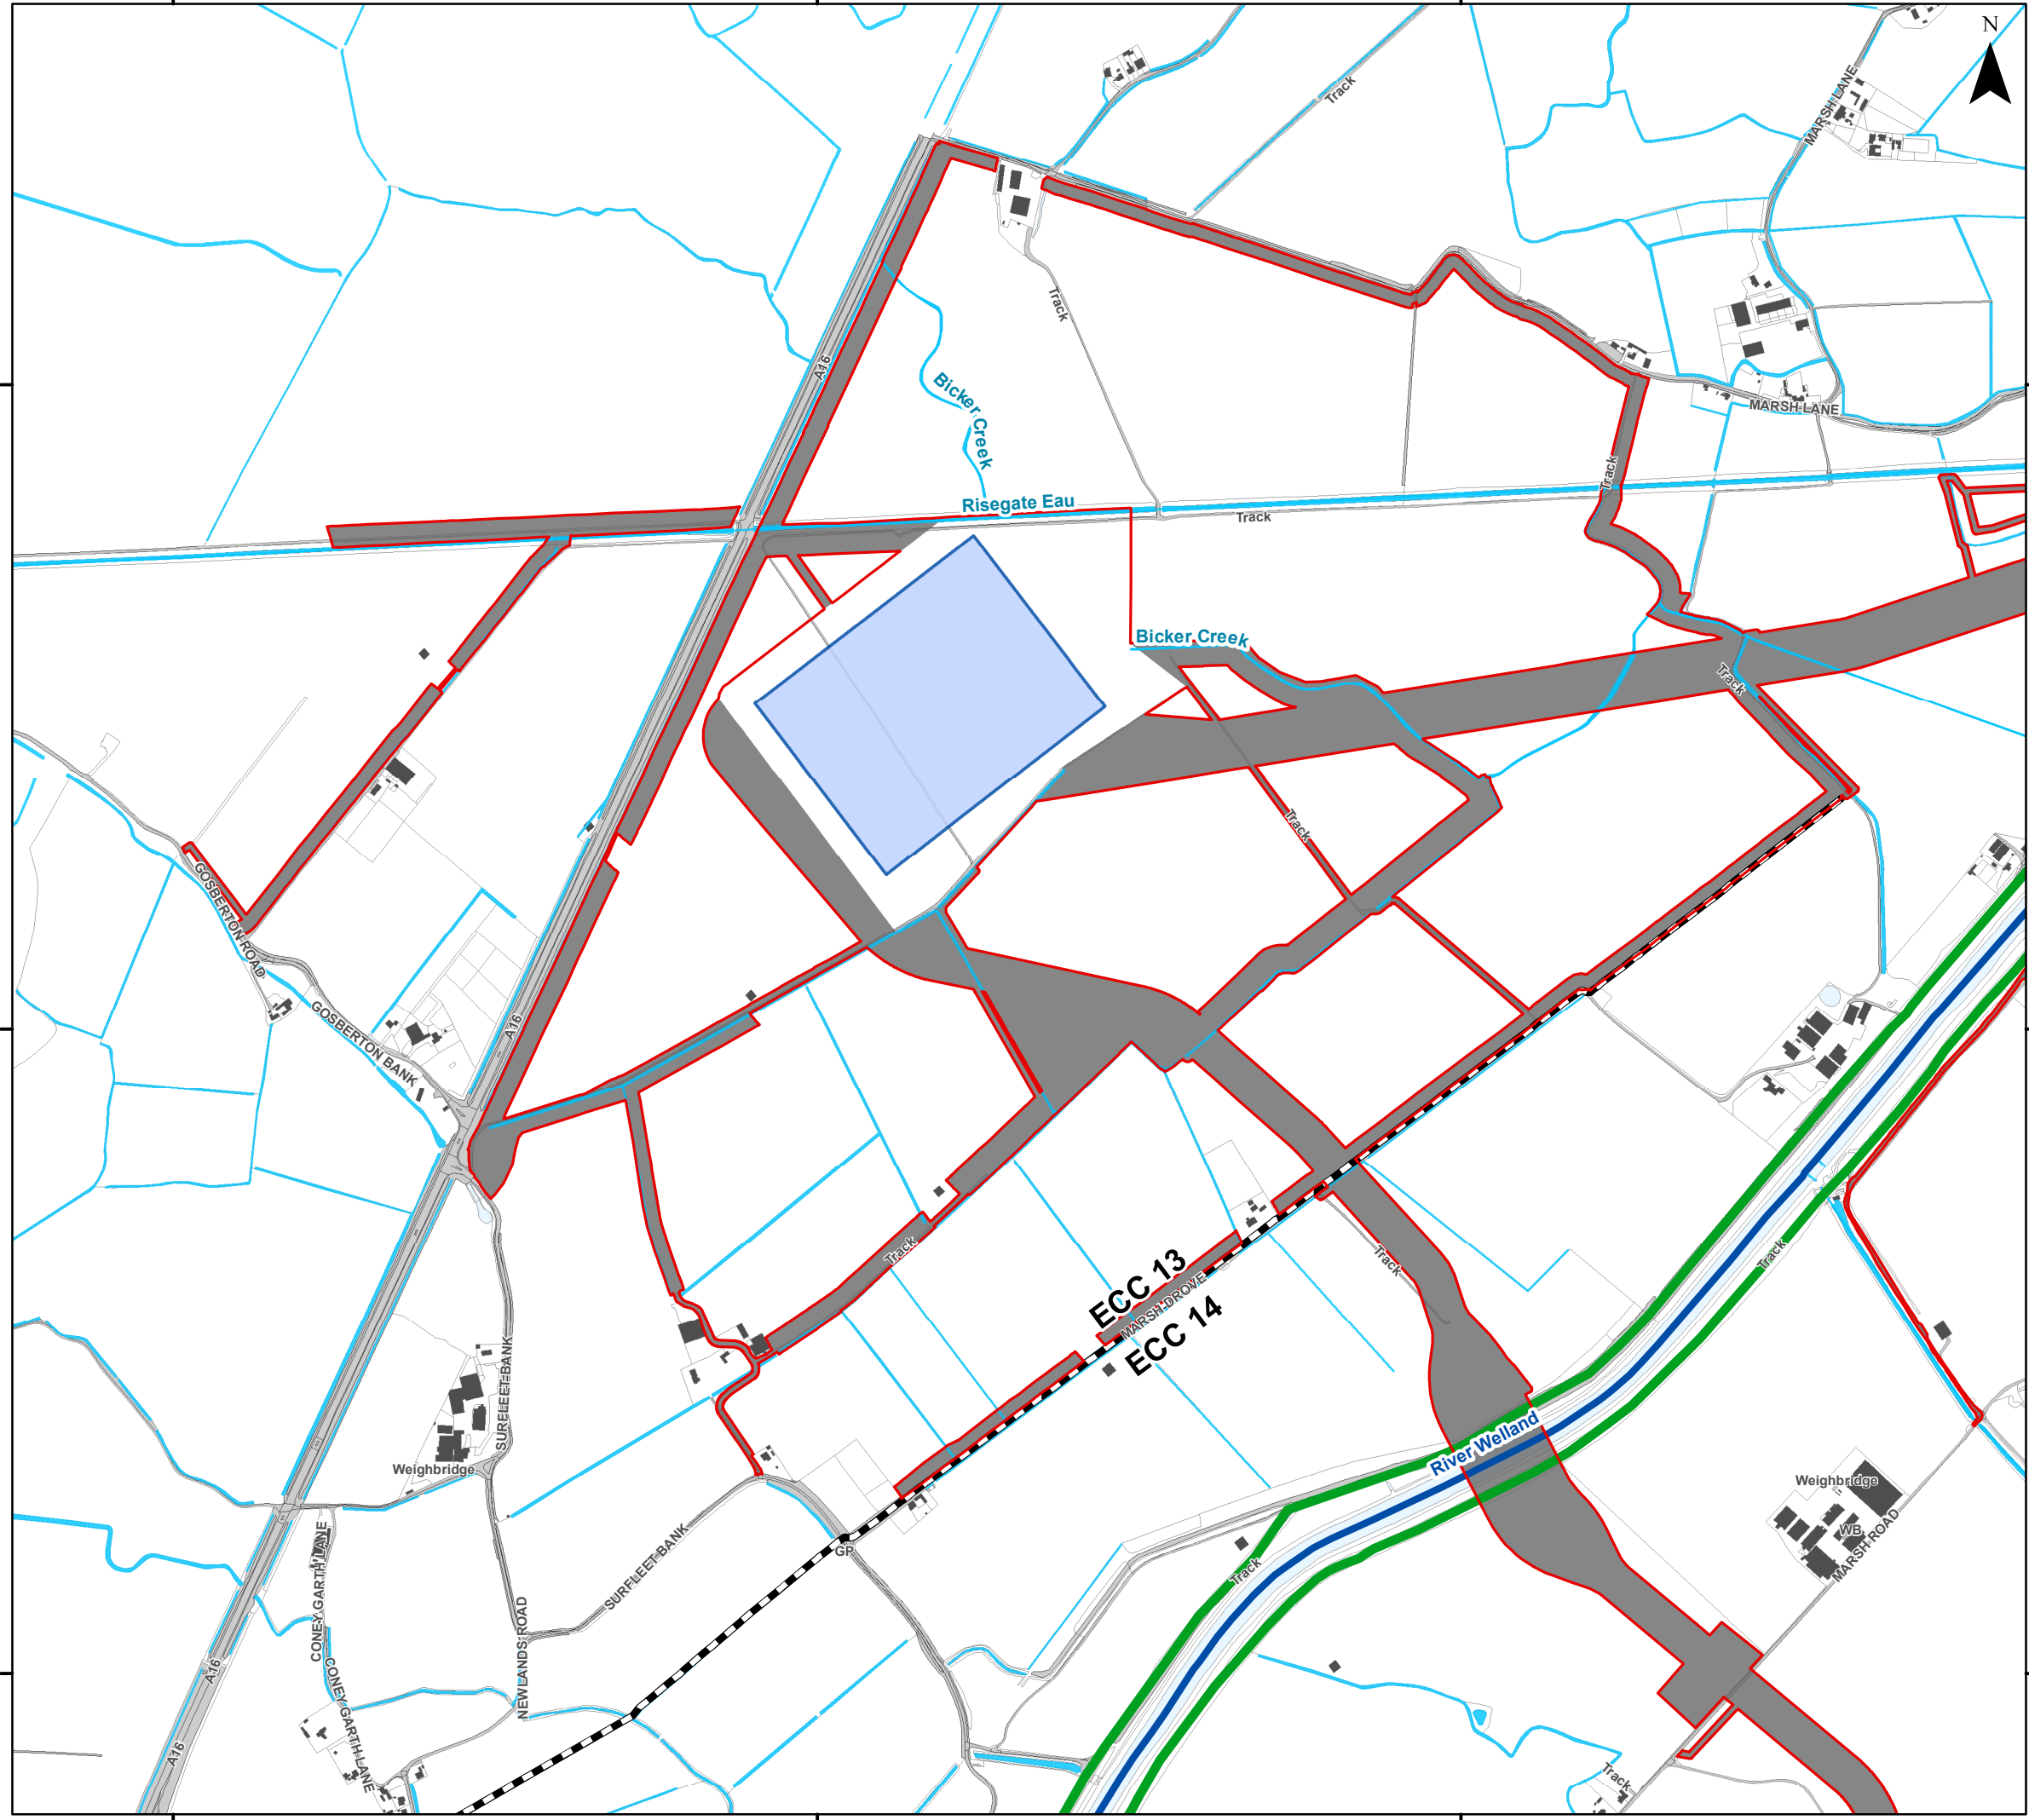 N
Track
MARSH LANE
Track
A16
Bicker Creek
MARSH LANE
Track
Risegate Eau
Track
Bicker Creek
Track
Track
GOSBERTON ROAD
GOSBERTON BANK
A16
Track
ECC 13
MARSH DROVE
ECC 14
Track
Track
SURFLEET BANK
Weighbridge
River Welland
Weighbridge
WB
MARSH ROAD
GP
Track
CONEY GARTH LANE
SURFLEET BANK
NEWLANDS ROAD
A16
CONEY GARTH LANE
A16
Track